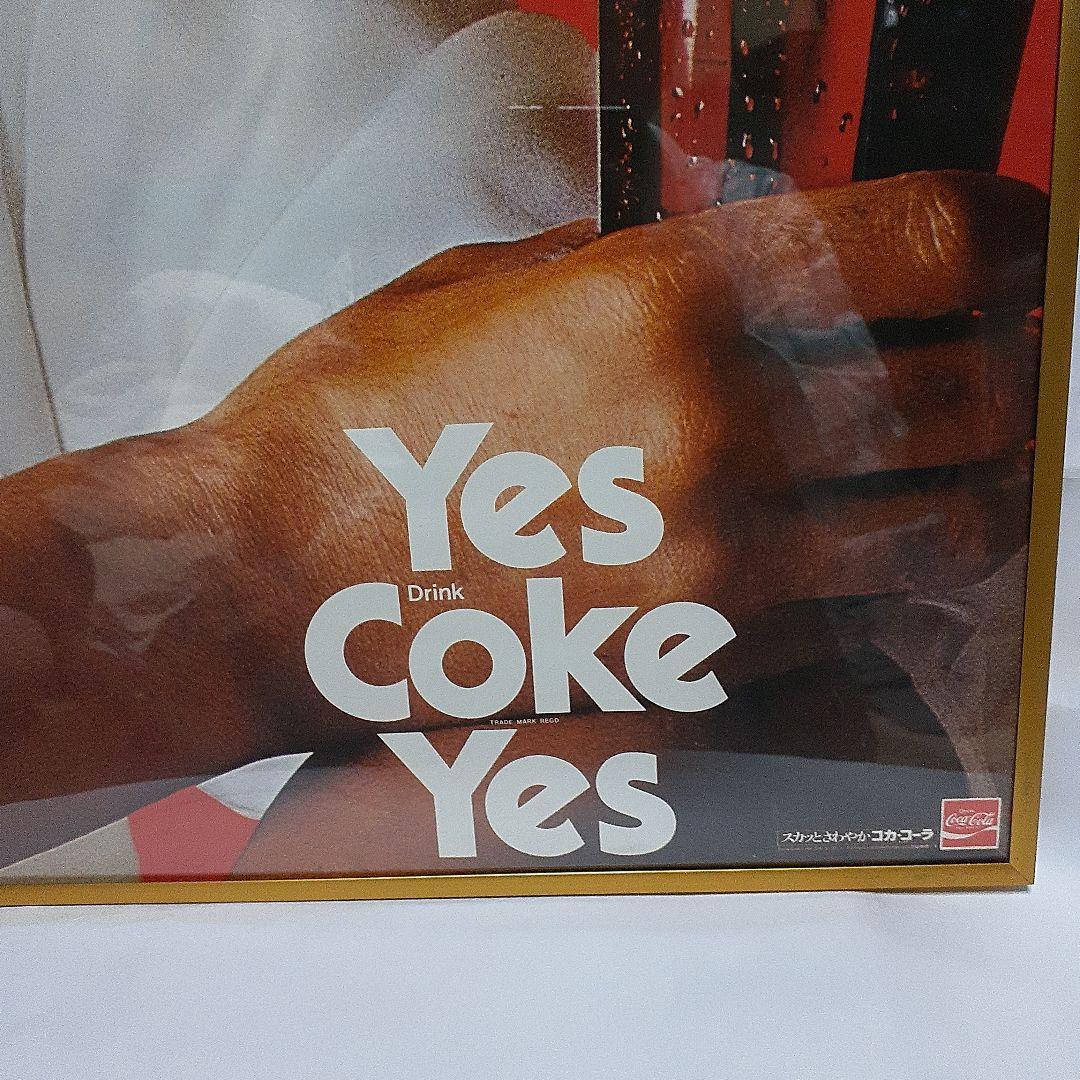 Yes
Drink
Coke
TRADE MARK REGD
Yes
スカッとさわやか コカ・コーラ
Drink
Coca-Cola